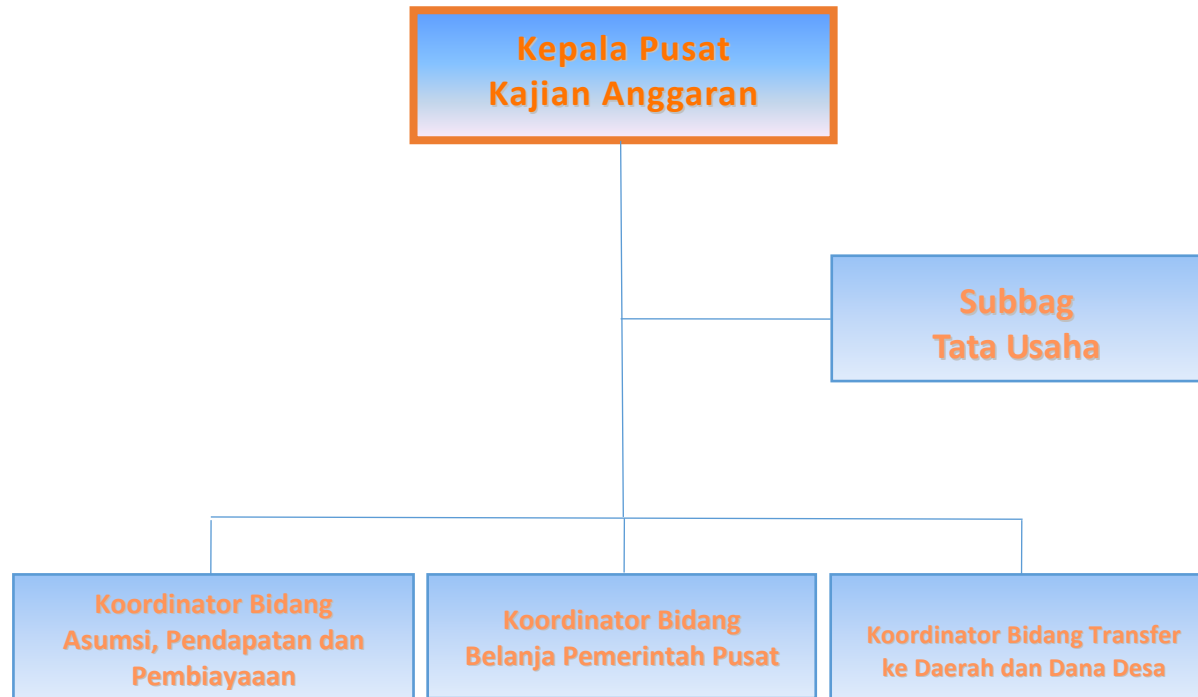 Kepala Pusat
Kajian Anggaran
Subbag
Tata Usaha
Koordinator Bidang
Asumsi, Pendapatan dan
Pembiayaaan
Koordinator Bidang
Belanja Pemerintah Pusat
Koordinator Bidang Transfer
ke Daerah dan Dana Desa